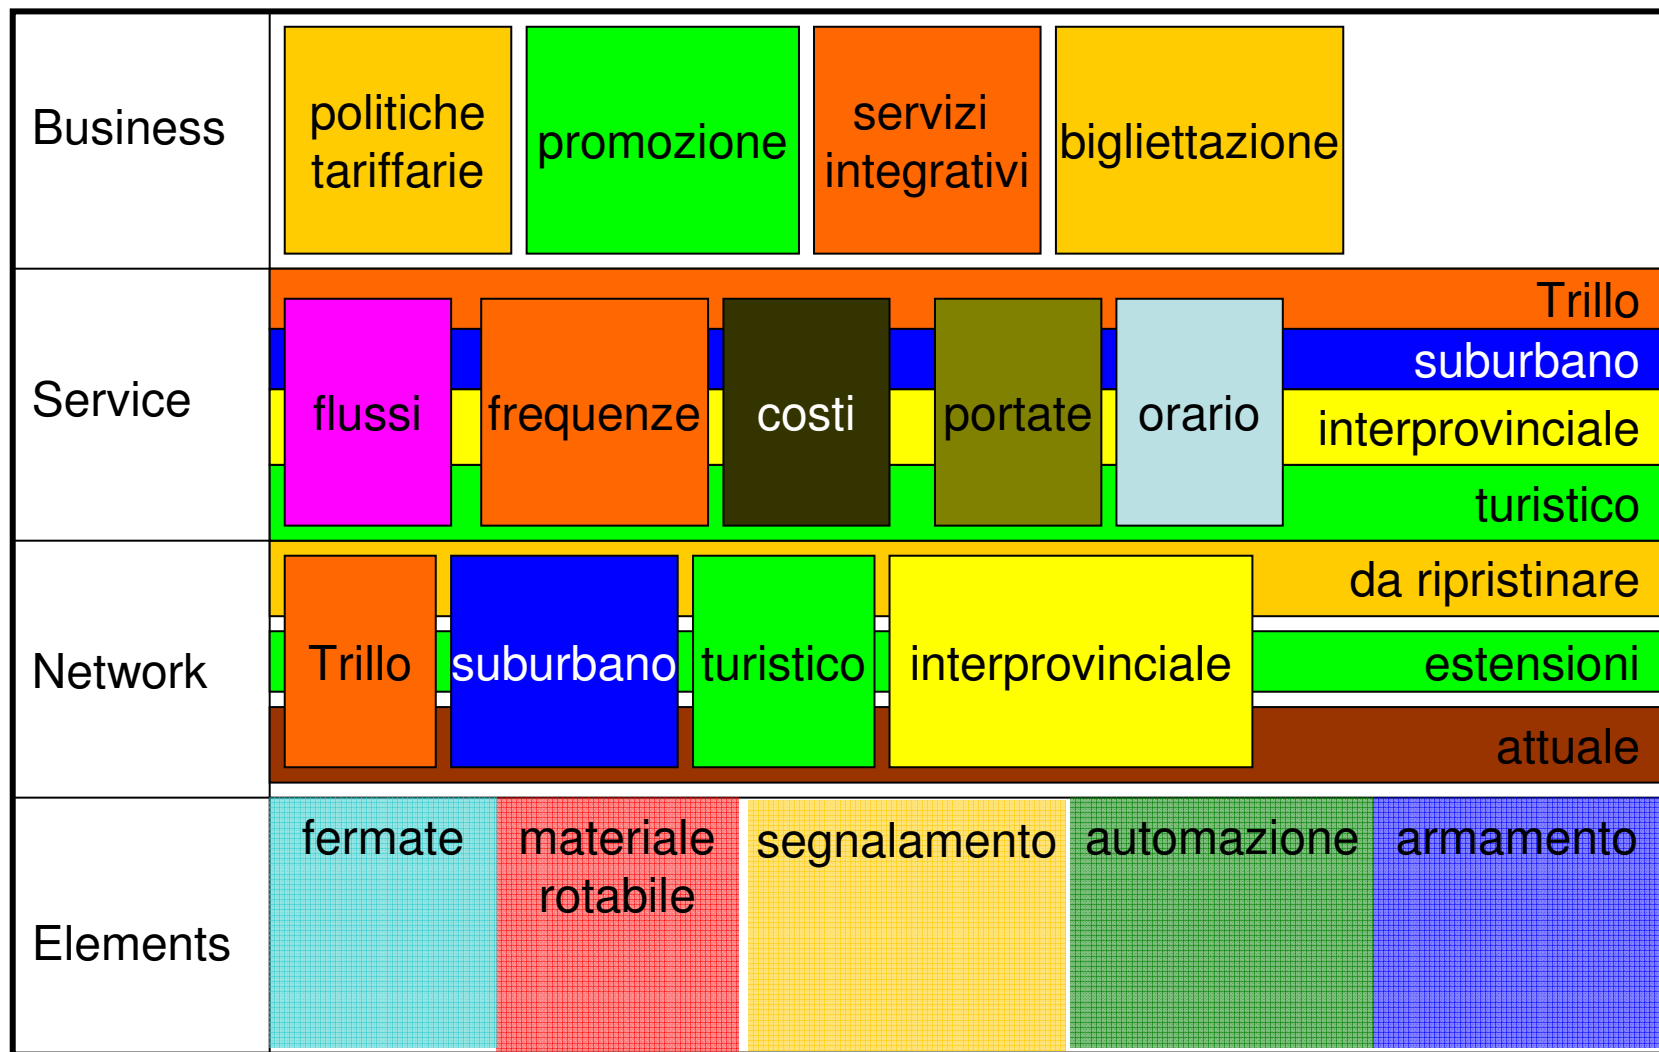 Business
politiche
tariffarie
promozione
servizi
integrativi
bigliettazione
Service
flussi
frequenze
costi
portate
orario
Trillo
suburbano
interprovinciale
turistico
Network
Trillo
suburbano
turistico
interprovinciale
da ripristinare
estensioni
attuale
Elements
fermate
materiale
rotabile
segnalamento
automazione
armamento